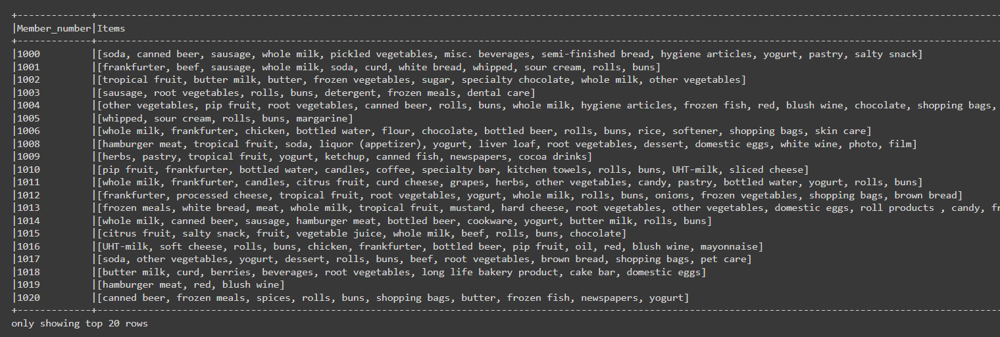 +-------------+------------------------------------------------------------------------------------------------------------------------------------------------------------------------
|Member_number|Items
+-------------+------------------------------------------------------------------------------------------------------------------------------------------------------------------------
|1000         |[soda, canned beer, sausage, whole milk, pickled vegetables, misc. beverages, semi-finished bread, hygiene articles, yogurt, pastry, salty snack]
|1001         |[frankfurter, beef, sausage, whole milk, soda, curd, white bread, whipped, sour cream, rolls, buns]
|1002         |[tropical fruit, butter milk, butter, frozen vegetables, sugar, specialty chocolate, whole milk, other vegetables]
|1003         |[sausage, root vegetables, rolls, buns, detergent, frozen meals, dental care]
|1004         |[other vegetables, pip fruit, root vegetables, canned beer, rolls, buns, whole milk, hygiene articles, frozen fish, red, blush wine, chocolate, shopping bags,
|1005         |[whipped, sour cream, rolls, buns, margarine]
|1006         |[whole milk, frankfurter, chicken, bottled water, flour, chocolate, bottled beer, rolls, buns, rice, softener, shopping bags, skin care]
|1008         |[hamburger meat, tropical fruit, soda, liquor (appetizer), yogurt, liver loaf, root vegetables, dessert, domestic eggs, white wine, photo, film]
|1009         |[herbs, pastry, tropical fruit, yogurt, ketchup, canned fish, newspapers, cocoa drinks]
|1010         |[pip fruit, frankfurter, bottled water, candles, coffee, specialty bar, kitchen towels, rolls, buns, UHT-milk, sliced cheese]
|1011         |[whole milk, frankfurter, candles, citrus fruit, curd cheese, grapes, herbs, other vegetables, candy, pastry, bottled water, yogurt, rolls, buns]
|1012         |[frankfurter, processed cheese, tropical fruit, root vegetables, yogurt, whole milk, rolls, buns, onions, frozen vegetables, shopping bags, brown bread]
|1013         |[frozen meals, white bread, meat, whole milk, tropical fruit, mustard, hard cheese, root vegetables, other vegetables, domestic eggs, roll products , candy, fr
|1014         |[whole milk, canned beer, sausage, hamburger meat, bottled beer, cookware, yogurt, butter milk, rolls, buns]
|1015         |[citrus fruit, salty snack, fruit, vegetable juice, whole milk, beef, rolls, buns, chocolate]
|1016         |[UHT-milk, soft cheese, rolls, buns, chicken, frankfurter, bottled beer, pip fruit, oil, red, blush wine, mayonnaise]
|1017         |[soda, other vegetables, yogurt, dessert, rolls, buns, beef, root vegetables, brown bread, shopping bags, pet care]
|1018         |[butter milk, curd, berries, beverages, root vegetables, long life bakery product, cake bar, domestic eggs]
|1019         |[hamburger meat, red, blush wine]
|1020         |[canned beer, frozen meals, spices, rolls, buns, shopping bags, butter, frozen fish, newspapers, yogurt]
+-------------+------------------------------------------------------------------------------------------------------------------------------------------------------------------------
only showing top 20 rows